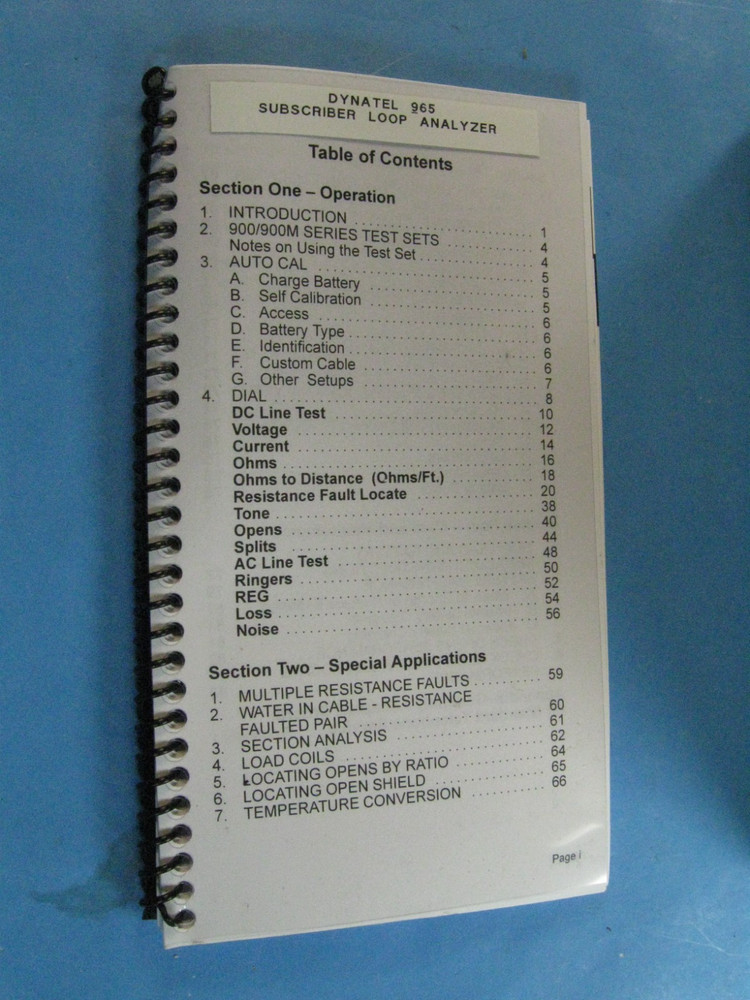 DYNATEL 965
SUBSCRIBER LOOP ANALYZER
Table of Contents
Section One – Operation
1. INTRODUCTION .......................... 1
2. 900/900M SERIES TEST SETS ............ 4
Notes on Using the Test Set ............... 4
3. AUTO CAL .............................. 5
A. Charge Battery ........................ 5
B. Self Calibration ...................... 5
C. Access ................................ 6
D. Battery Type .......................... 6
E. Identification ........................ 6
F. Custom Cable .......................... 6
G. Other Setups .......................... 7
4. DIAL .................................. 8
DC Line Test ............................. 10
Voltage .................................. 12
Current .................................. 14
Ohms ..................................... 16
Ohms to Distance (Ohms/Ft.) .............. 18
Resistance Fault Locate .................. 20
Tone ..................................... 38
Opens .................................... 40
Splits ................................... 44
AC Line Test ............................. 48
Ringers .................................. 50
REG ...................................... 52
Loss ..................................... 54
Noise .................................... 56
Section Two – Special Applications
1. MULTIPLE RESISTANCE FAULTS .......... 59
2. WATER IN CABLE - RESISTANCE
FAULTED PAIR ............................. 60
3. SECTION ANALYSIS ...................... 61
4. LOAD COILS ............................ 62
5. LOCATING OPENS BY RATIO ............... 64
6. LOCATING OPEN SHIELD .................. 65
7. TEMPERATURE CONVERSION .......... 66
Page i